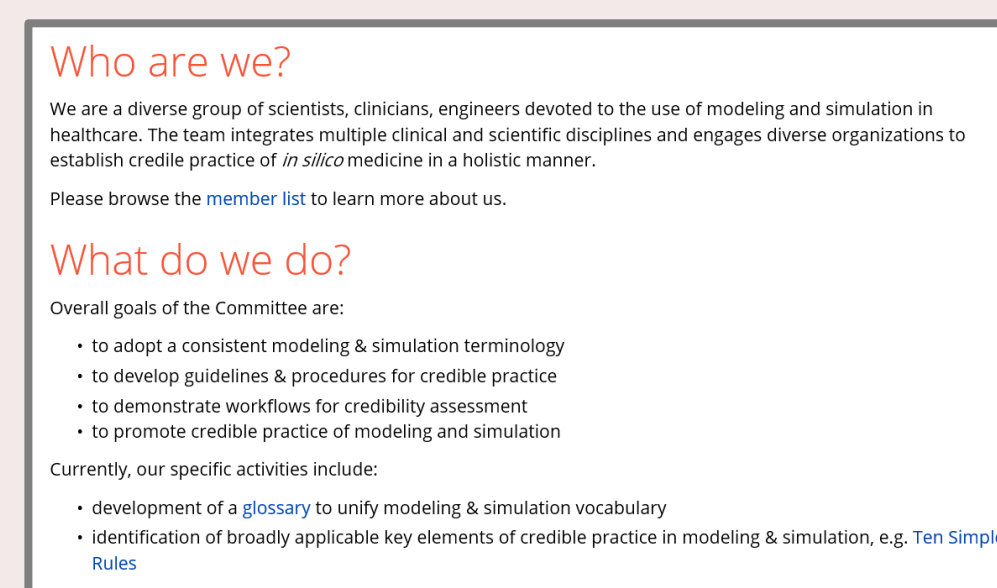 Who are we?
We are a diverse group of scientists, clinicians, engineers devoted to the use of modeling and simulation in
healthcare. The team integrates multiple clinical and scientific disciplines and engages diverse organizations to
establish credile practice of in silico medicine in a holistic manner.
Please browse the member list to learn more about us.
What do we do?
Overall goals of the Committee are:
• to adopt a consistent modeling & simulation terminology
• to develop guidelines & procedures for credible practice
• to demonstrate workflows for credibility assessment
• to promote credible practice of modeling and simulation
Currently, our specific activities include:
• development of a glossary to unify modeling & simulation vocabulary
• identification of broadly applicable key elements of credible practice in modeling & simulation, e.g. Ten Simple
Rules